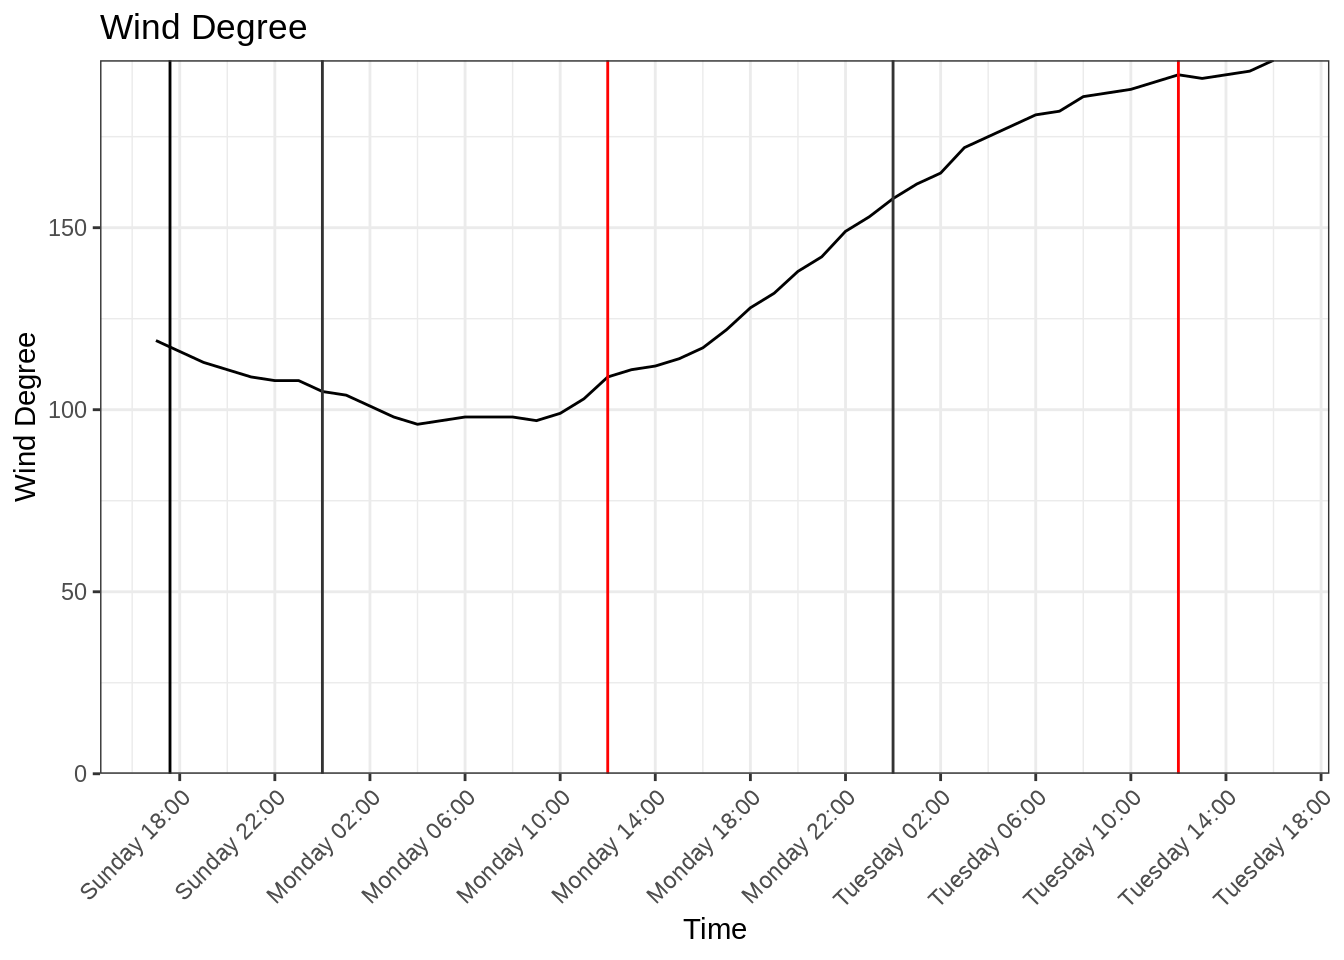 Wind Degree
Wind Degree
150
100
50
0
Sunday 18:00
Sunday 22:00
Monday 02:00
Monday 06:00
Monday 10:00
Monday 14:00
Monday 18:00
Monday 22:00
Tuesday 02:00
Tuesday 06:00
Tuesday 10:00
Tuesday 14:00
Tuesday 18:00
Time